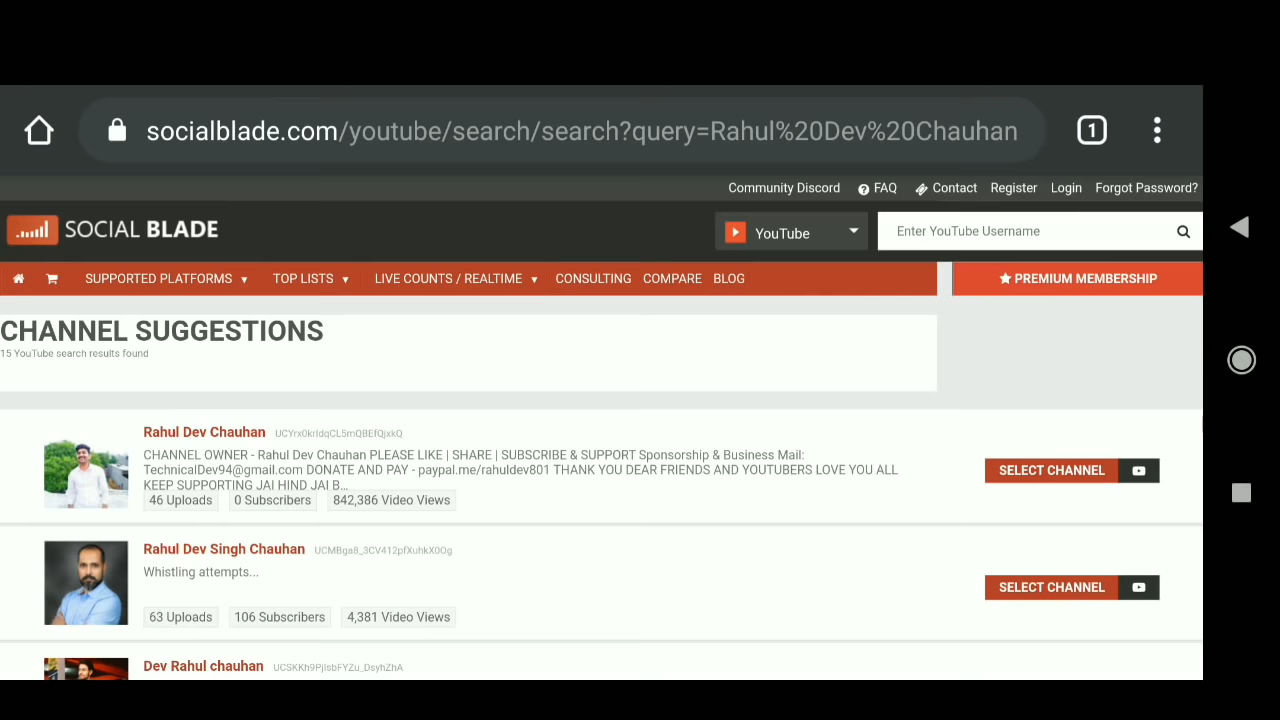 socialblade.com/youtube/search/search?query=Rahul%20Dev%20Chauhan
1
Community Discord FAQ Contact Register Login Forgot Password?
SOCIAL BLADE
YouTube
Enter YouTube Username
SUPPORTED PLATFORMS TOP LISTS LIVE COUNTS / REALTIME CONSULTING COMPARE BLOG
PREMIUM MEMBERSHIP
CHANNEL SUGGESTIONS
15 YouTube search results found
Rahul Dev Chauhan
CHANNEL OWNER - Rahul Dev Chauhan PLEASE LIKE | SHARE | SUBSCRIBE & SUPPORT Sponsorship & Business Mail:
TechnicalDev94@gmail.com DONATE AND PAY - paypal.me/rahuldev801 THANK YOU DEAR FRIENDS AND YOUTUBERS LOVE YOU ALL
KEEP SUPPORTING JAI HIND JAI B...
46 Uploads 0 Subscribers 842,386 Video Views
SELECT CHANNEL
Rahul Dev Singh Chauhan
Whistling attempts...
63 Uploads 106 Subscribers 4,381 Video Views
SELECT CHANNEL
Dev Rahul chauhan